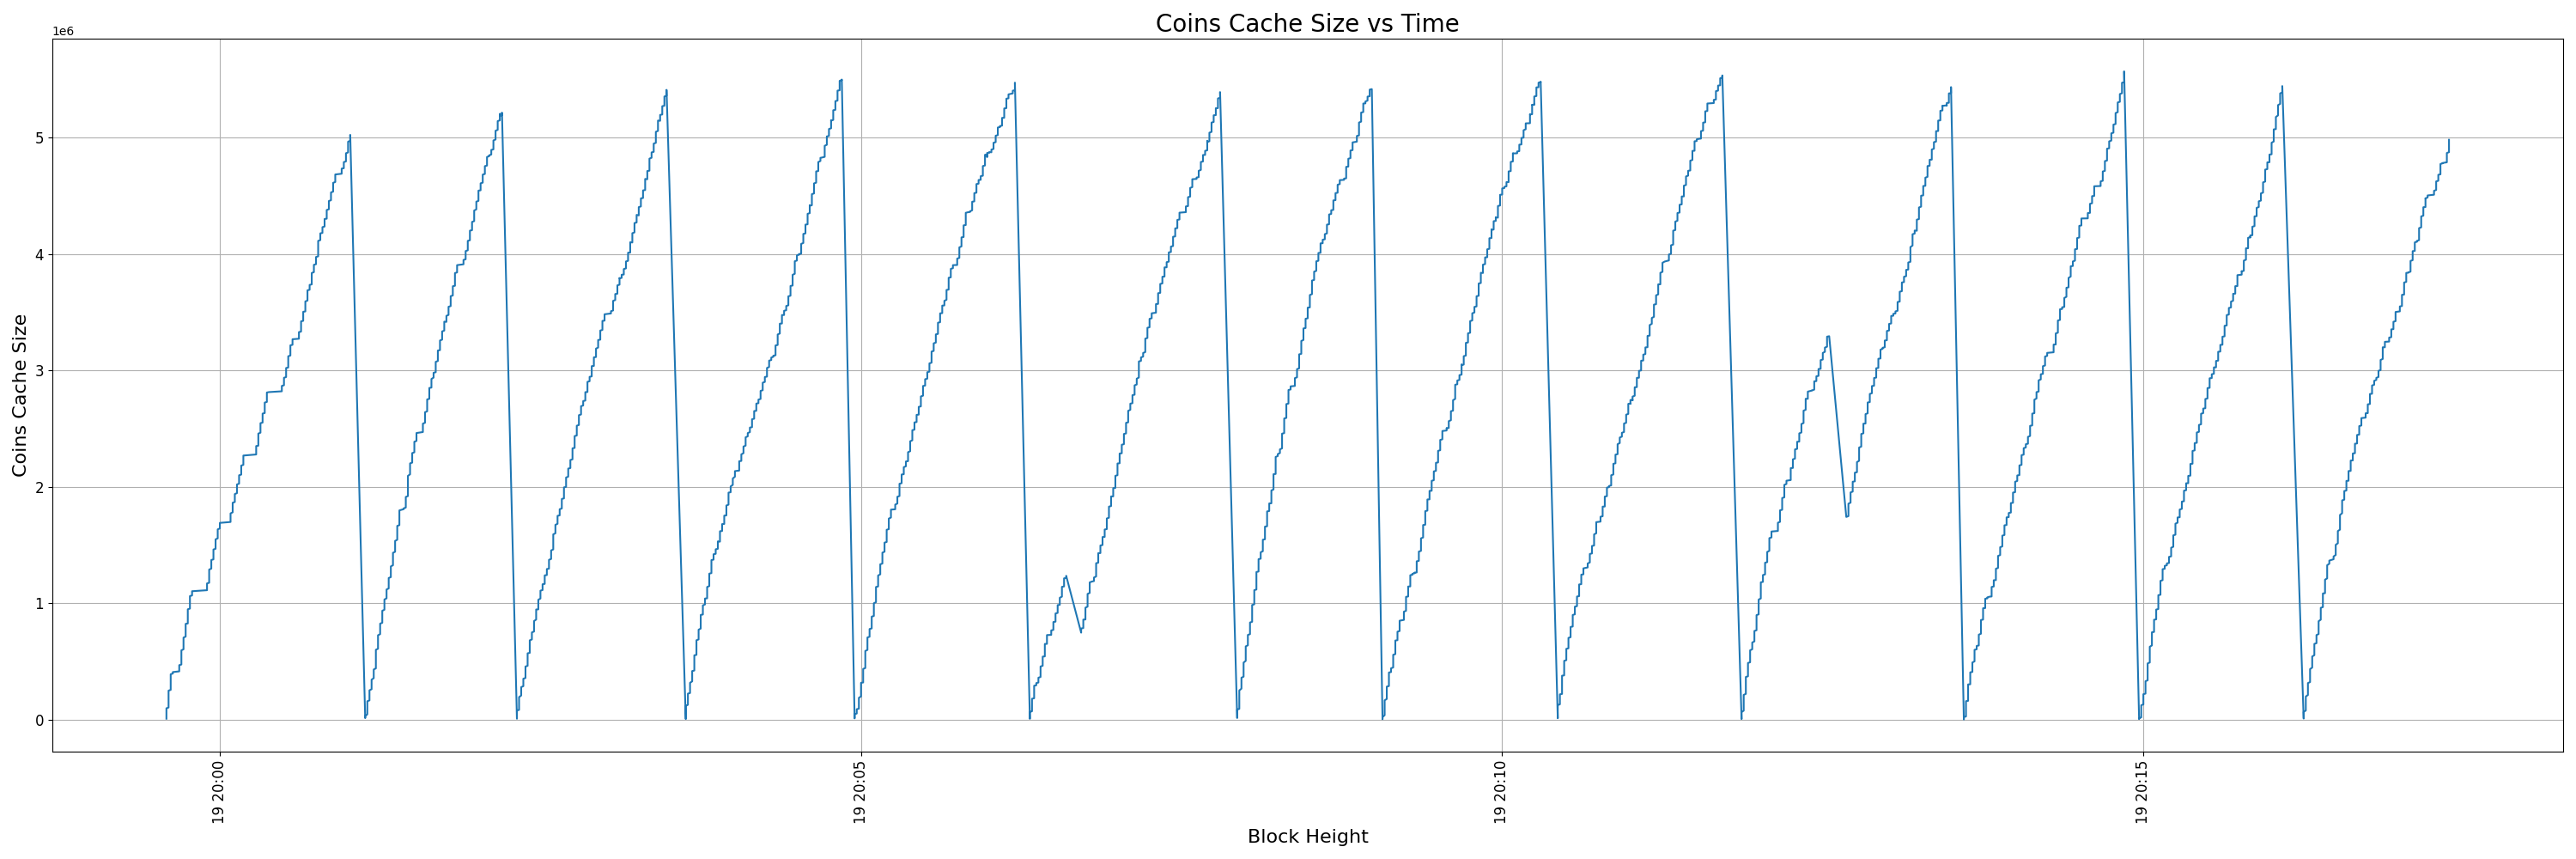 Coins Cache Size vs Time
1e6
5
4
3
2
1
0
Coins Cache Size
19 20:00
19 20:05
19 20:10
19 20:15
Block Height